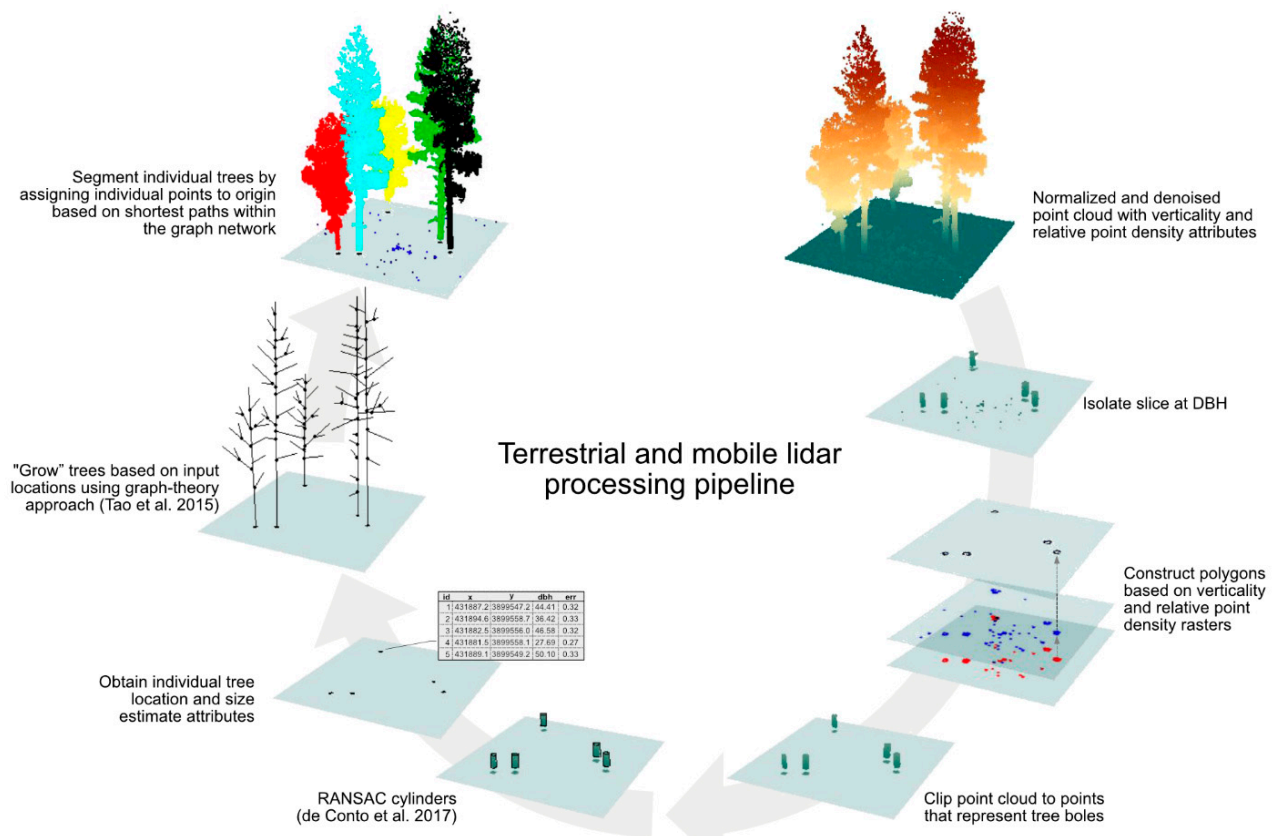 Segment individual trees by
assigning individual points to origin
based on shortest paths within
the graph network
Normalized and denoised
point cloud with verticality and
relative point density attributes
Isolate slice at DBH
Terrestrial and mobile lidar
processing pipeline
"Grow” trees based on input
locations using graph-theory
approach (Tao et al. 2015)
Construct polygons
based on verticality
and relative point
density rasters
id x y dbh err
1 431887.2 3899547.2 44.41 0.32
2 431894.6 3899558.7 36.42 0.33
3 431882.5 3899556.0 46.58 0.32
4 431881.5 3899558.1 27.69 0.27
5 431889.1 3899549.2 50.10 0.33
Obtain individual tree
location and size
estimate attributes
RANSAC cylinders
(de Conto et al. 2017)
Clip point cloud to points
that represent tree boles